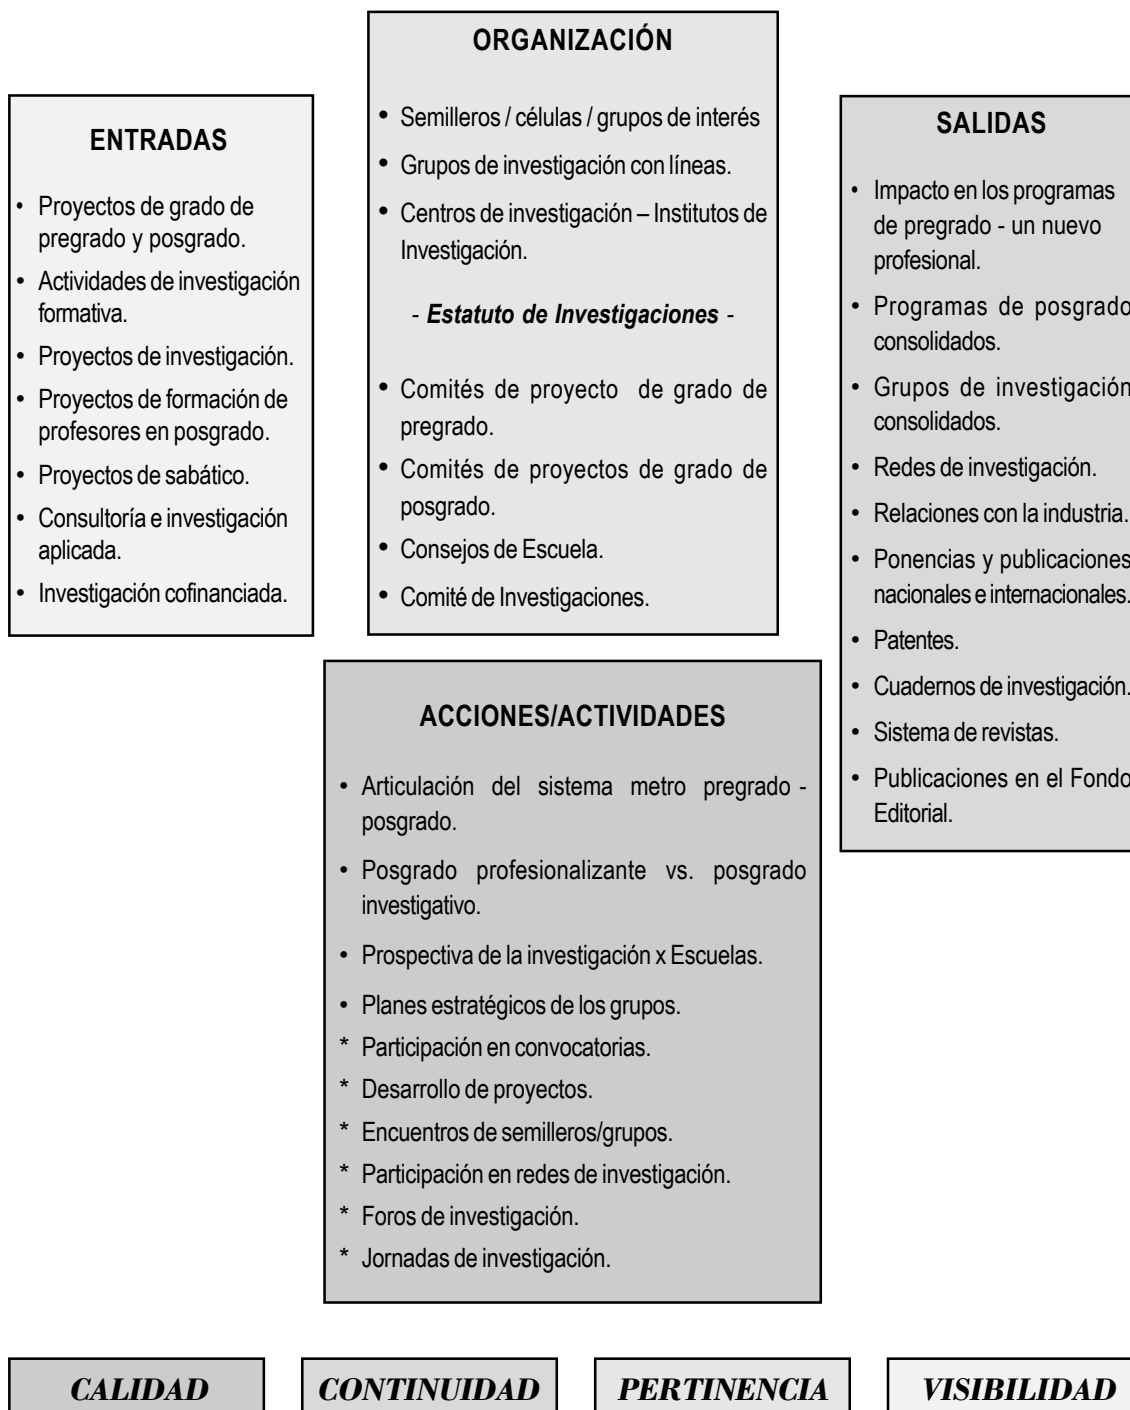 ENTRADAS
• Proyectos de grado de
pregrado y posgrado.
• Actividades de investigación
formativa.
• Proyectos de investigación.
• Proyectos de formación de
profesores en posgrado.
• Proyectos de sabático.
• Consultoría e investigación
aplicada.
• Investigación cofinanciada.
ORGANIZACIÓN
• Semilleros / células / grupos de interés
• Grupos de investigación con líneas.
• Centros de investigación – Institutos de
Investigación.
- Estatuto de Investigaciones -
• Comités de proyecto de grado de
pregrado.
• Comités de proyectos de grado de
posgrado.
• Consejos de Escuela.
• Comité de Investigaciones.
SALIDAS
• Impacto en los programas
de pregrado - un nuevo
profesional.
• Programas de posgrado
consolidados.
• Grupos de investigación
consolidados.
• Redes de investigación.
• Relaciones con la industria.
• Ponencias y publicaciones
nacionales e internacionales.
• Patentes.
• Cuadernos de investigación.
• Sistema de revistas.
• Publicaciones en el Fondo
Editorial.
ACCIONES/ACTIVIDADES
• Articulación del sistema metro pregrado -
posgrado.
• Posgrado profesionalizante vs. posgrado
investigativo.
• Prospectiva de la investigación x Escuelas.
• Planes estratégicos de los grupos.
* Participación en convocatorias.
* Desarrollo de proyectos.
* Encuentros de semilleros/grupos.
* Participación en redes de investigación.
* Foros de investigación.
* Jornadas de investigación.
CALIDAD
CONTINUIDAD
PERTINENCIA
VISIBILIDAD